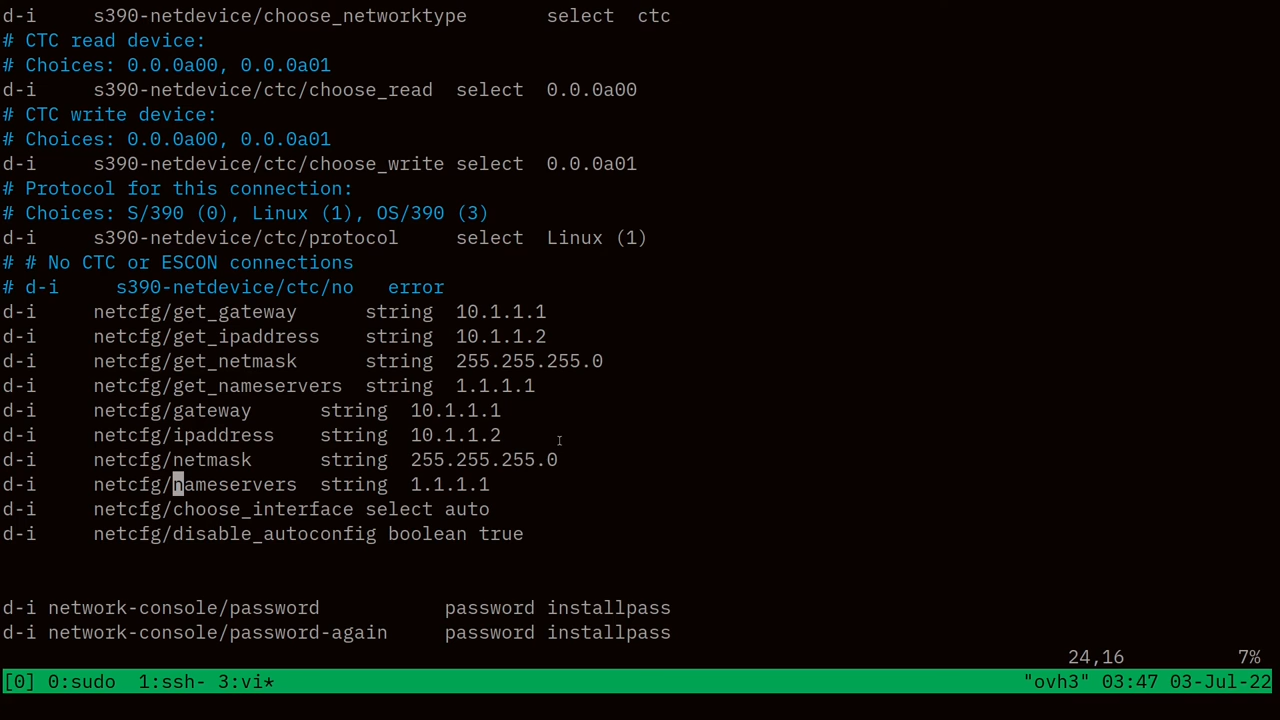 d-i     s390-netdevice/choose_networktype       select  ctc
# CTC read device:
# Choices: 0.0.0a00, 0.0.0a01
d-i     s390-netdevice/ctc/choose_read  select  0.0.0a00
# CTC write device:
# Choices: 0.0.0a00, 0.0.0a01
d-i     s390-netdevice/ctc/choose_write select  0.0.0a01
# Protocol for this connection:
# Choices: S/390 (0), Linux (1), OS/390 (3)
d-i     s390-netdevice/ctc/protocol     select  Linux (1)
# # No CTC or ESCON connections
# d-i     s390-netdevice/ctc/no   error
d-i     netcfg/get_gateway      string  10.1.1.1
d-i     netcfg/get_ipaddress    string  10.1.1.2
d-i     netcfg/get_netmask      string  255.255.255.0
d-i     netcfg/get_nameservers  string  1.1.1.1
d-i     netcfg/gateway      string  10.1.1.1
d-i     netcfg/ipaddress    string  10.1.1.2
d-i     netcfg/netmask      string  255.255.255.0
d-i     netcfg/nameservers  string  1.1.1.1
d-i     netcfg/choose_interface select auto
d-i     netcfg/disable_autoconfig boolean true
d-i network-console/password           password installpass
d-i network-console/password-again     password installpass
24,16          7%
[0] 0:sudo  1:ssh- 3:vi*                    "ovh3" 03:47 03-Jul-22